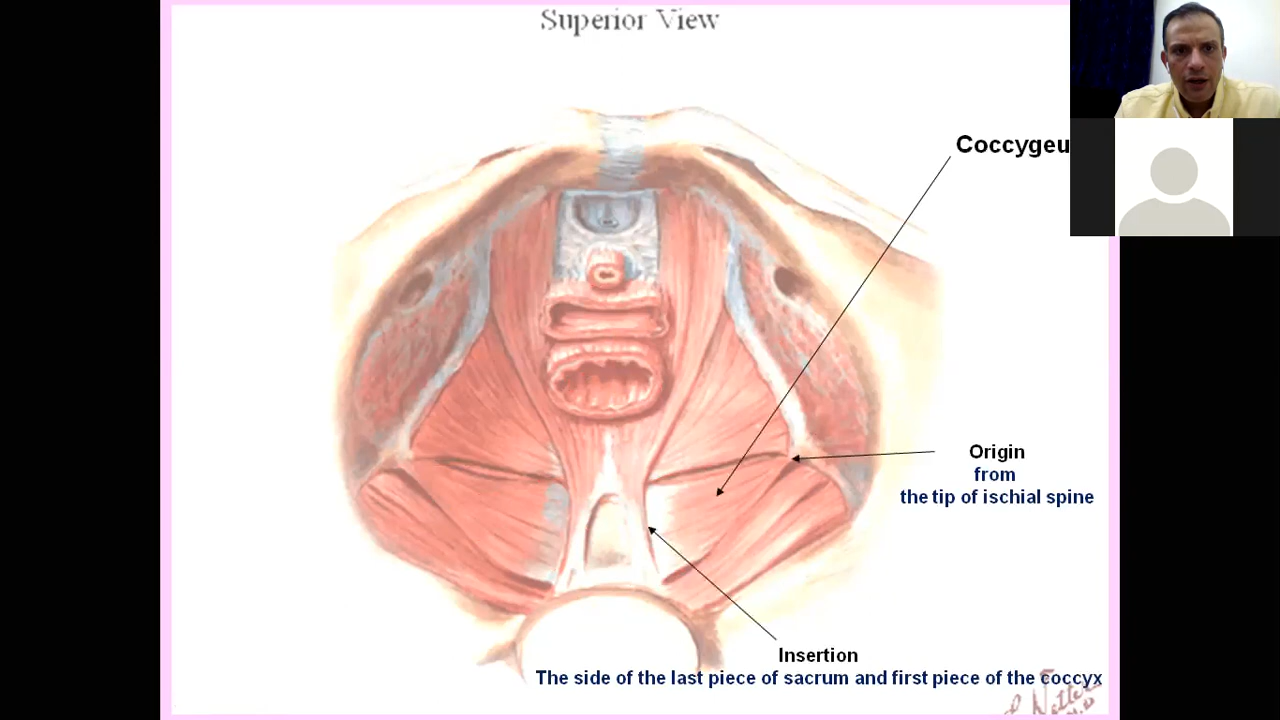 Superior View
Coccygeu
Origin
from
the tip of ischial spine
Insertion
The side of the last piece of sacrum and first piece of the coccyx